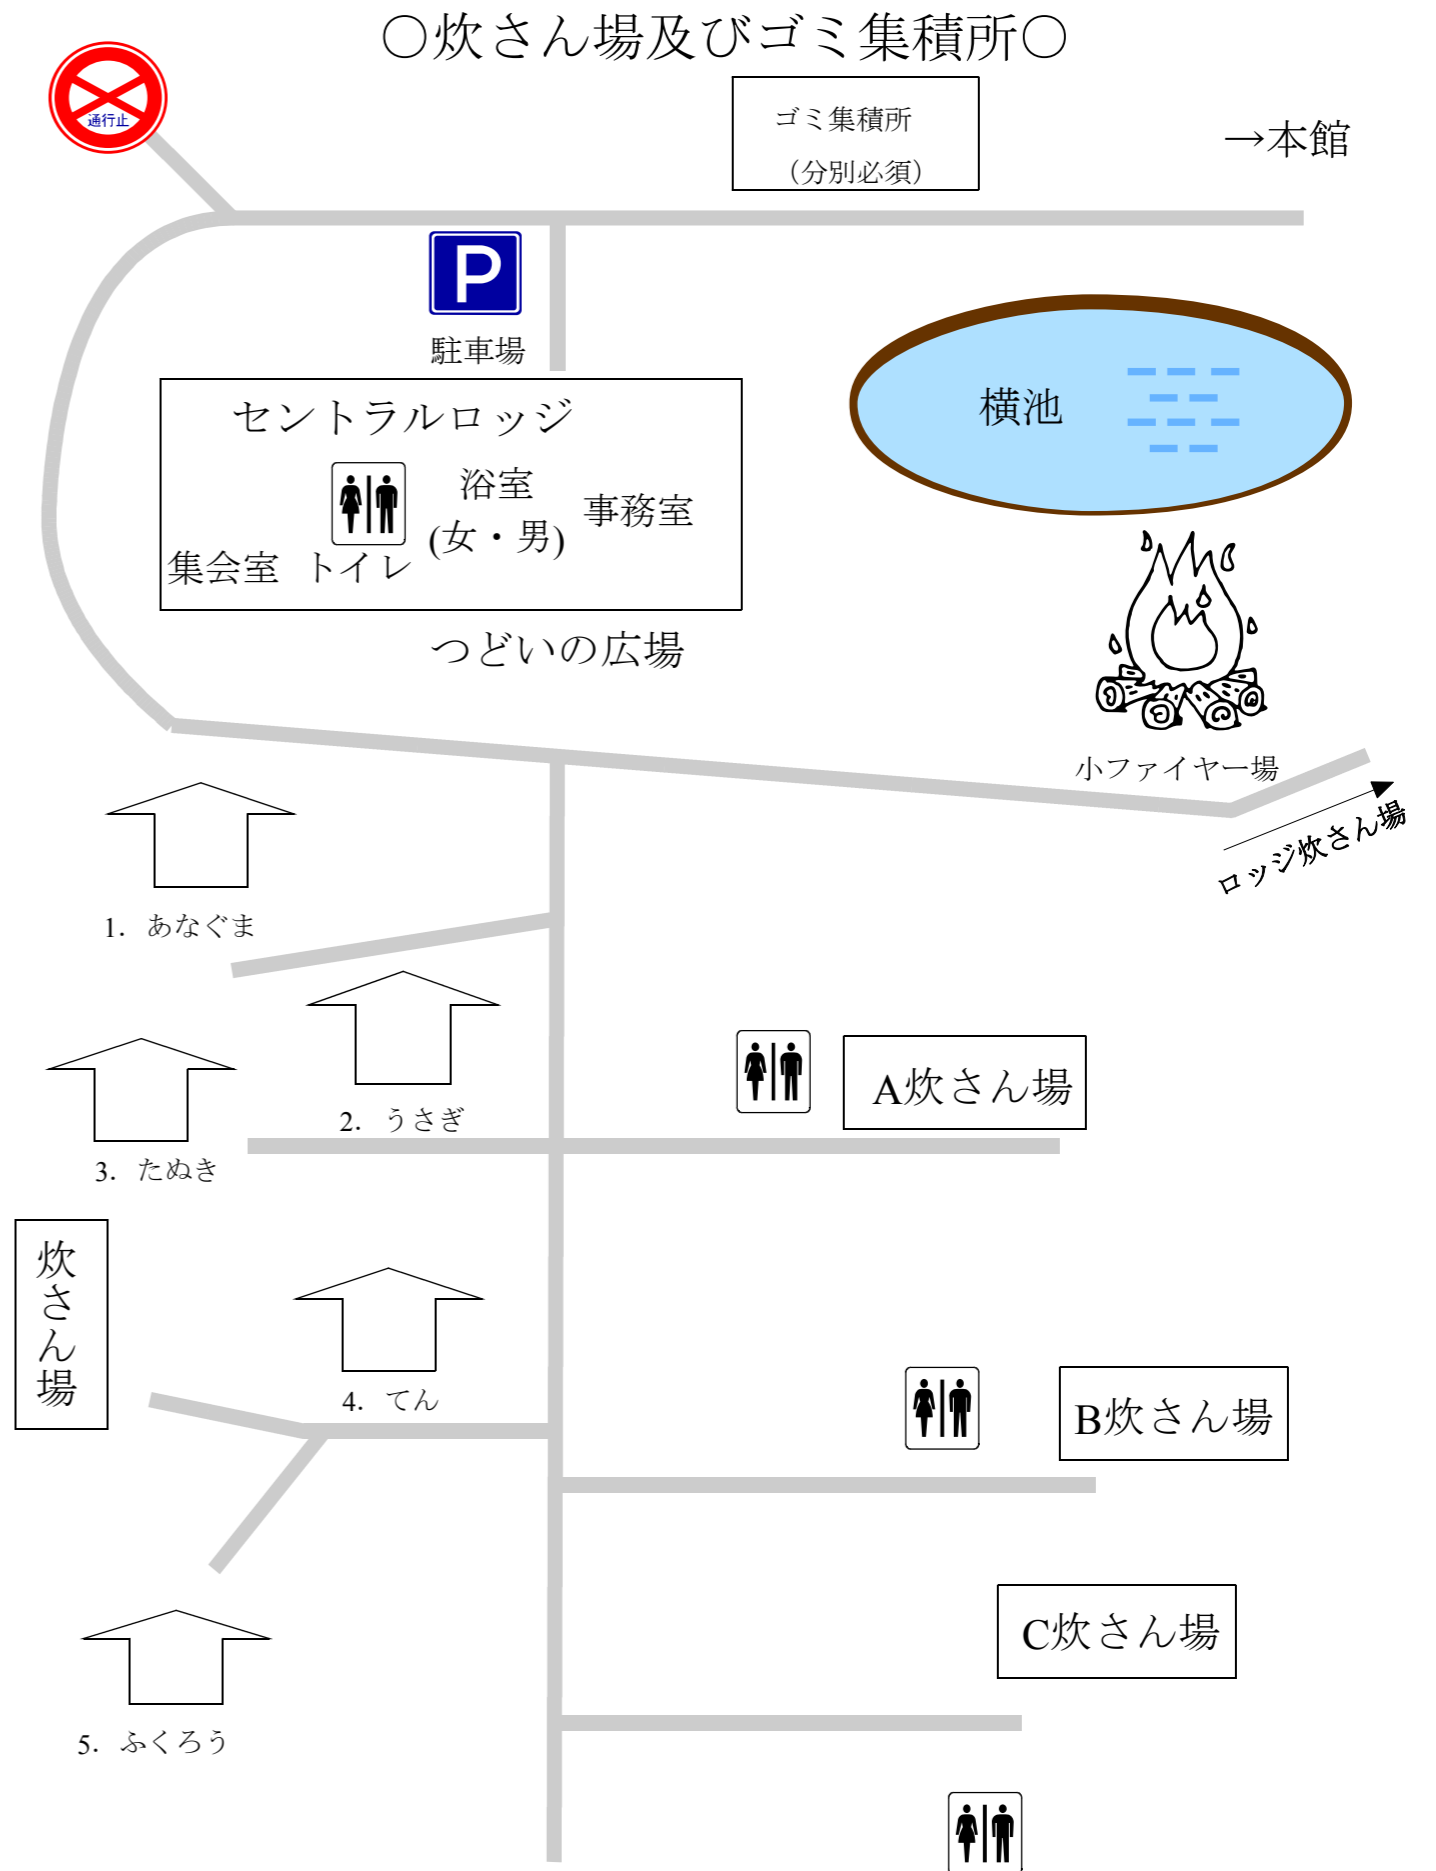 ○炊さん場及びゴミ集積所○
通行止
ゴミ集積所
（分別必須）
→本館
P
駐車場
セントラルロッジ
横池
浴室
(女・男)
事務室
集会室
トイレ
つどいの広場
小ファイヤー場
ロッジ炊さん場
1. あなぐま
2. うさぎ
A炊さん場
3. たぬき
炊さん場
4. てん
B炊さん場
C炊さん場
5. ふくろう